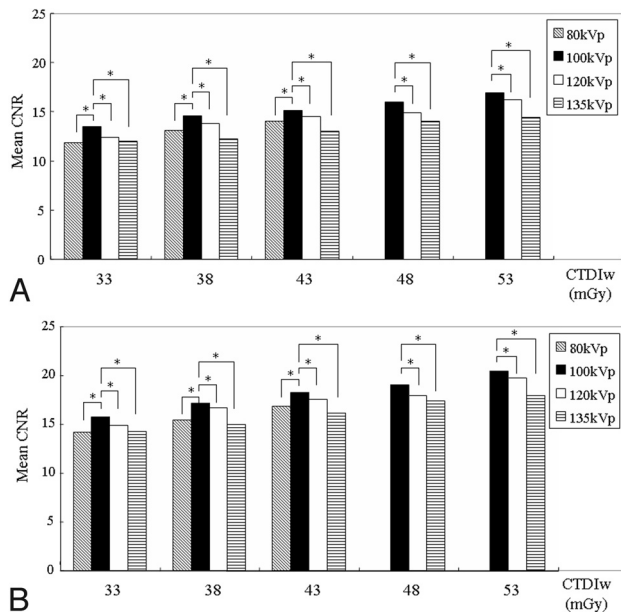 A
Mean CNR
25
20
15
10
5
0
* * *
* * *
* * *
* *
* *
80kVp
100kVp
120kVp
135kVp
33 38 43 48 53 CTDIw
(mGy)
B
Mean CNR
25
20
15
10
5
0
* * *
* * *
* * *
* *
* *
80kVp
100kVp
120kVp
135kVp
33 38 43 48 53 CTDIw
(mGy)